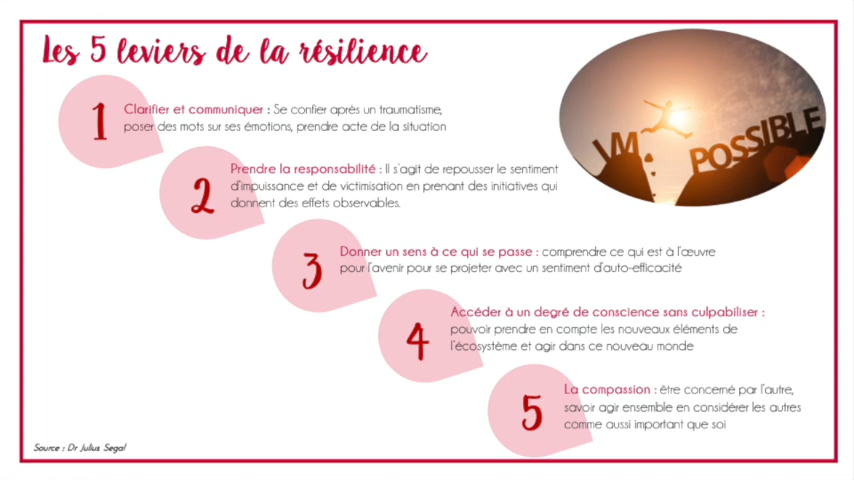 Les 5 leviers de la résilience
IM POSSIBLE
1
Clarifier et communiquer : Se confier après un traumatisme,
poser des mots sur ses émotions, prendre acte de la situation
2
Prendre la responsabilité : Il s'agit de repousser le sentiment
d'impuissance et de victimisation en prenant des initiatives qui
donnent des effets observables.
3
Donner un sens à ce qui se passe : comprendre ce qui est à l'œuvre
pour l'avenir pour se projeter avec un sentiment d'auto-efficacité
4
Accéder à un degré de conscience sans culpabiliser :
pouvoir prendre en compte les nouveaux éléments de
l'écosystème et agir dans ce nouveau monde
5
La compassion : être concerné par l'autre,
savoir agir ensemble en considérer les autres
comme aussi important que soi
Source : Dr Julius Segal